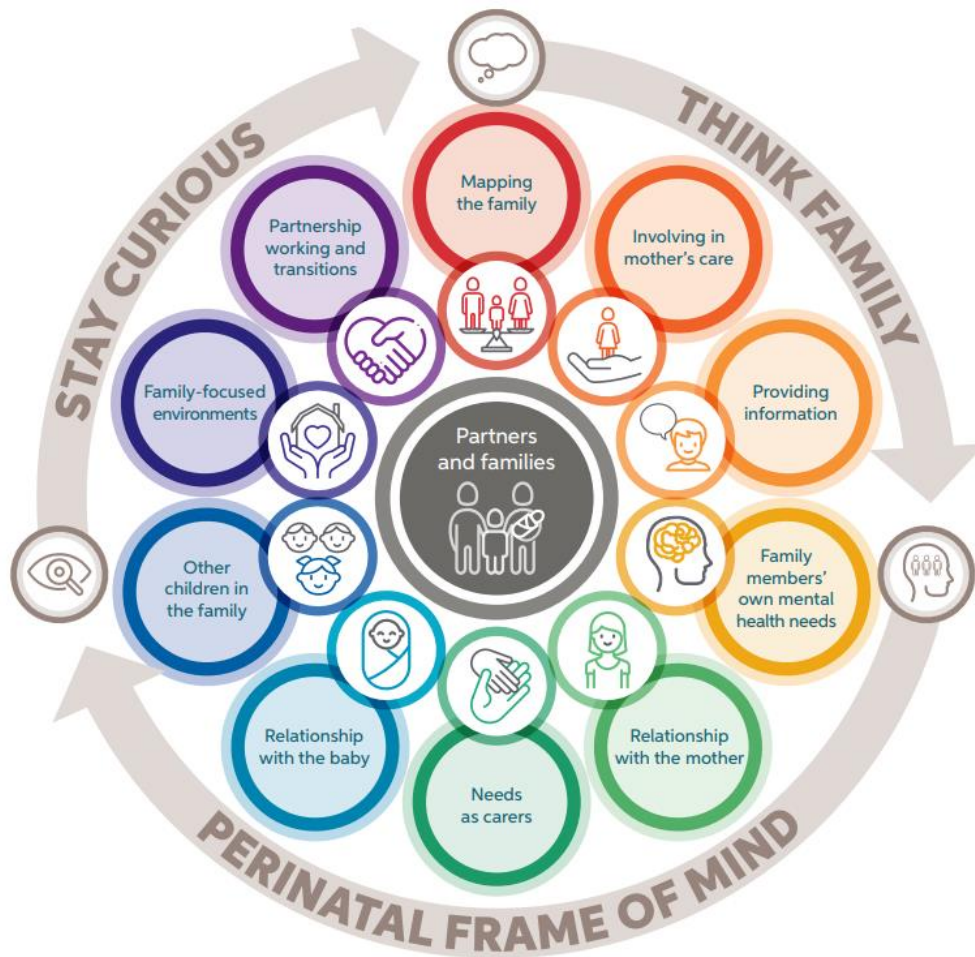 STAY CURIOUS
THINK FAMILY
PERINATAL FRAME OF MIND
Partners
and families
Mapping
the family
Involving in
mother's care
Providing
information
Family
members'
own mental
health needs
Relationship
with the mother
Needs
as carers
Relationship
with the baby
Other
children in
the family
Family-focused
environments
Partnership
working and
transitions